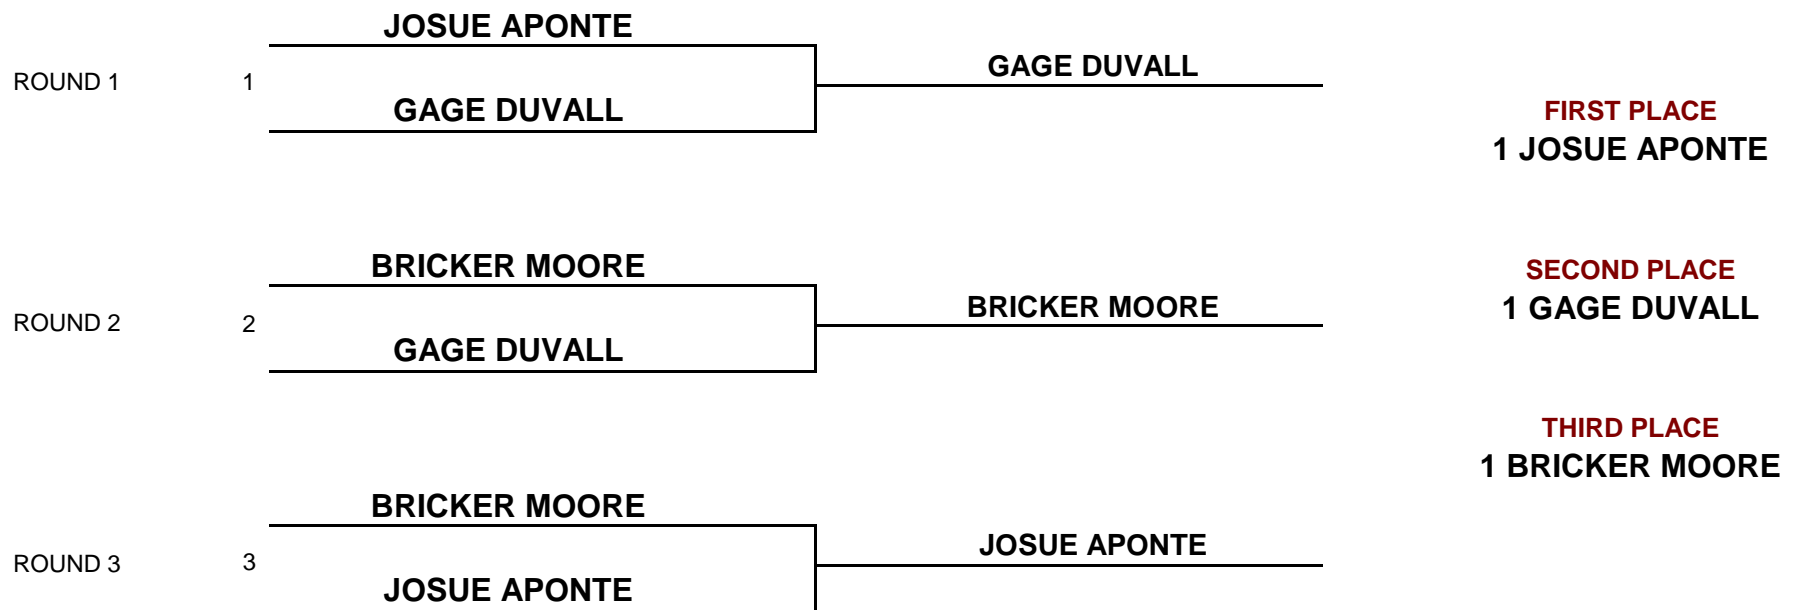 JOSUE APONTE
ROUND 1
1
GAGE DUVALL
GAGE DUVALL
FIRST PLACE
1 JOSUE APONTE
BRICKER MOORE
ROUND 2
2
BRICKER MOORE
GAGE DUVALL
SECOND PLACE
1 GAGE DUVALL
THIRD PLACE
1 BRICKER MOORE
BRICKER MOORE
ROUND 3
3
JOSUE APONTE
JOSUE APONTE